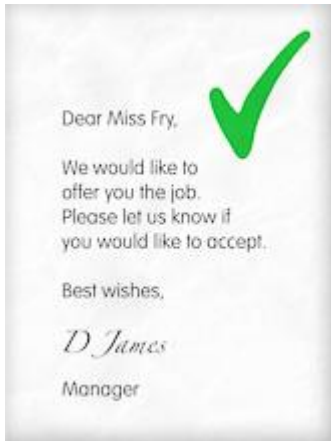 Dear Miss Fry,
We would like to
offer you the job.
Please let us know if
you would like to accept.
Best wishes,
D James
Manager